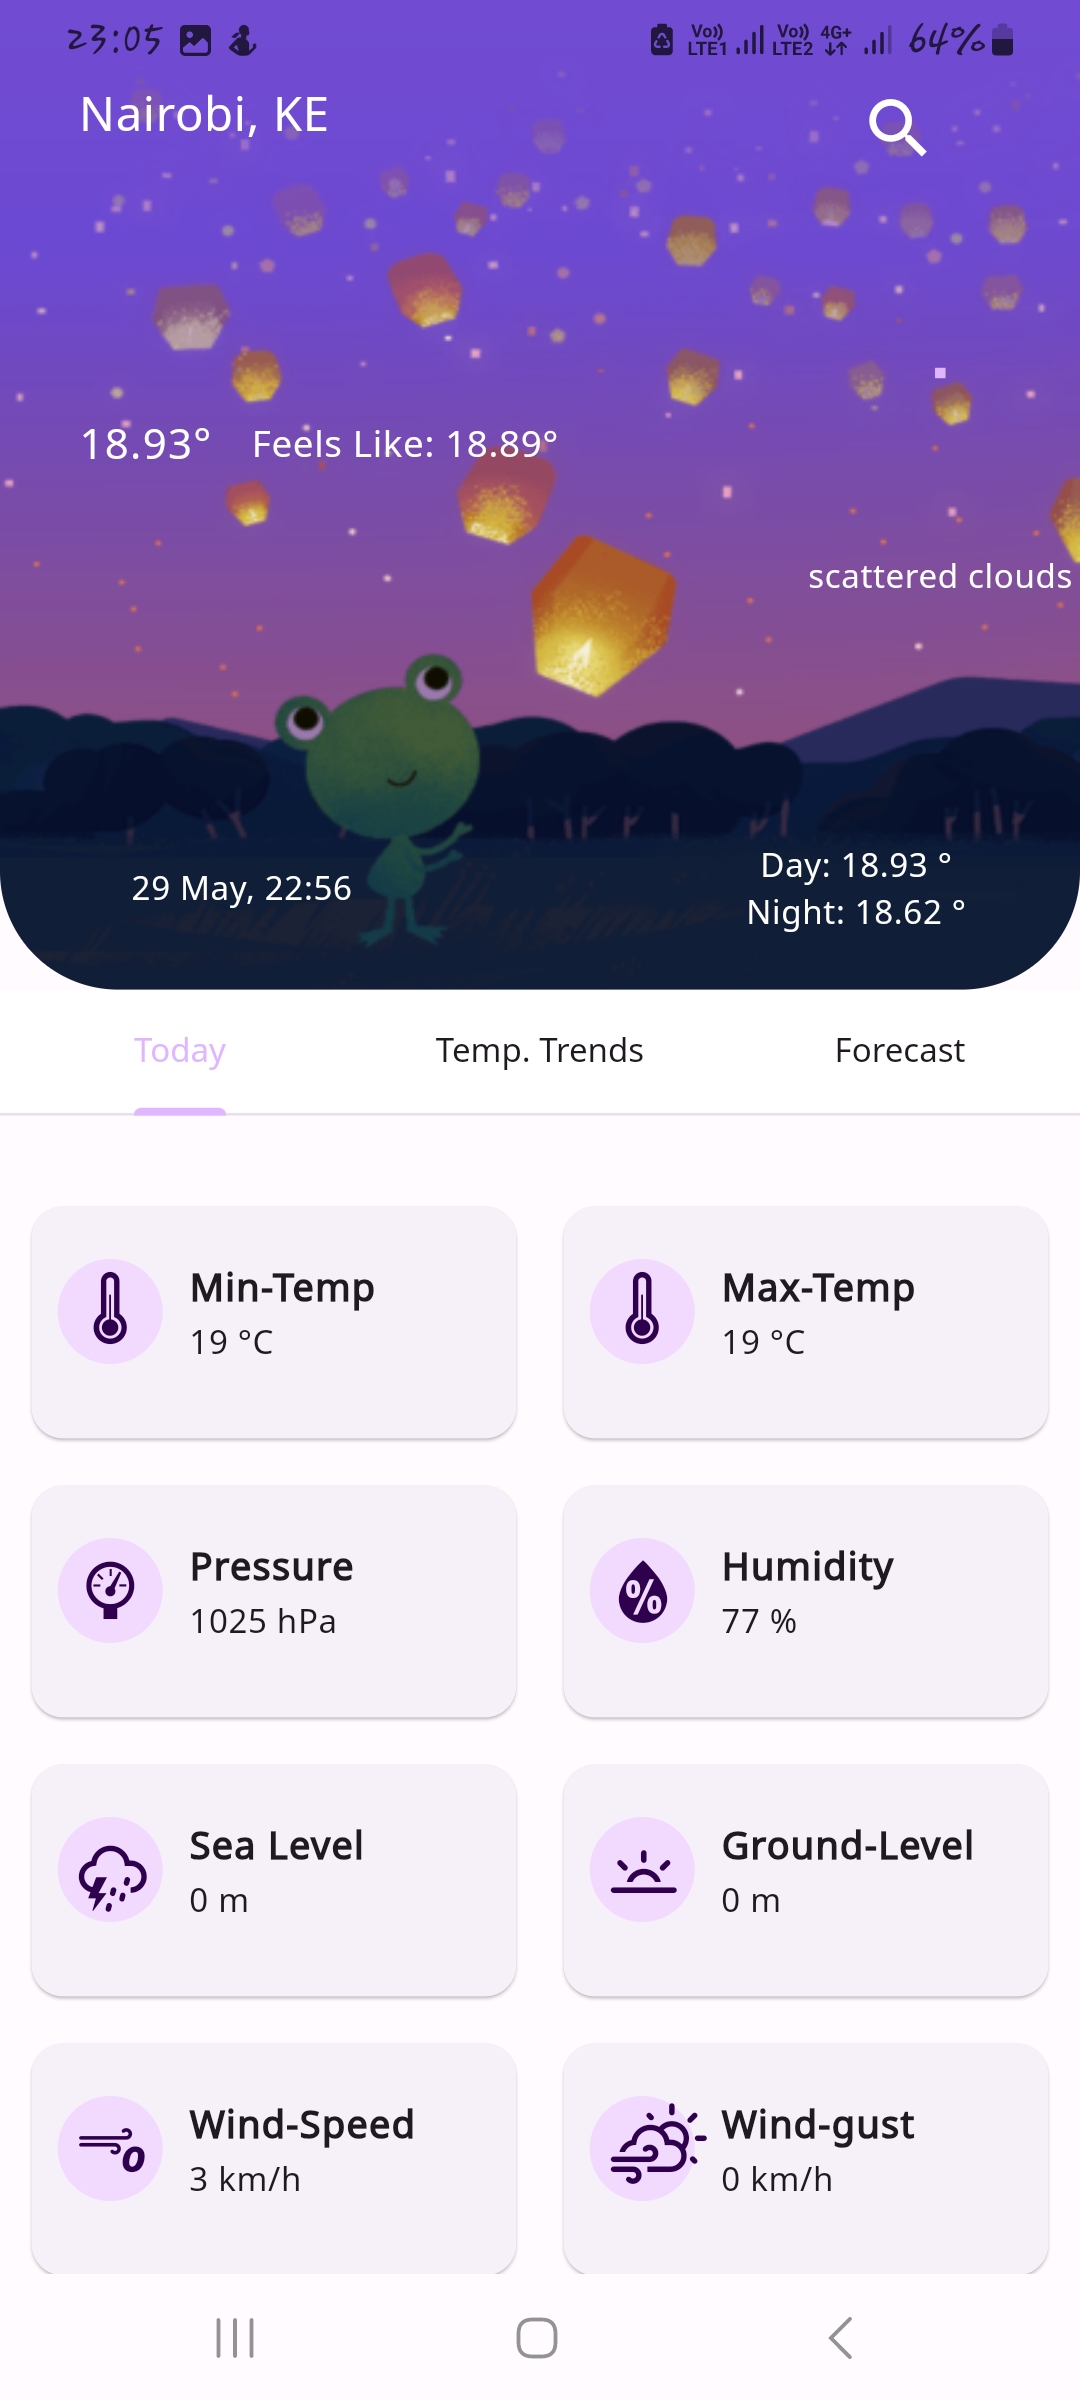 23:05 Vo)) LTE1 Vo)) LTE2 4G+ 64%
Nairobi, KE
18.93° Feels Like: 18.89°
scattered clouds
29 May, 22:56
Day: 18.93 °
Night: 18.62 °
Today Temp. Trends Forecast
Min-Temp
19 °C
Max-Temp
19 °C
Pressure
1025 hPa
Humidity
77 %
Sea Level
0 m
Ground-Level
0 m
Wind-Speed
3 km/h
Wind-gust
0 km/h